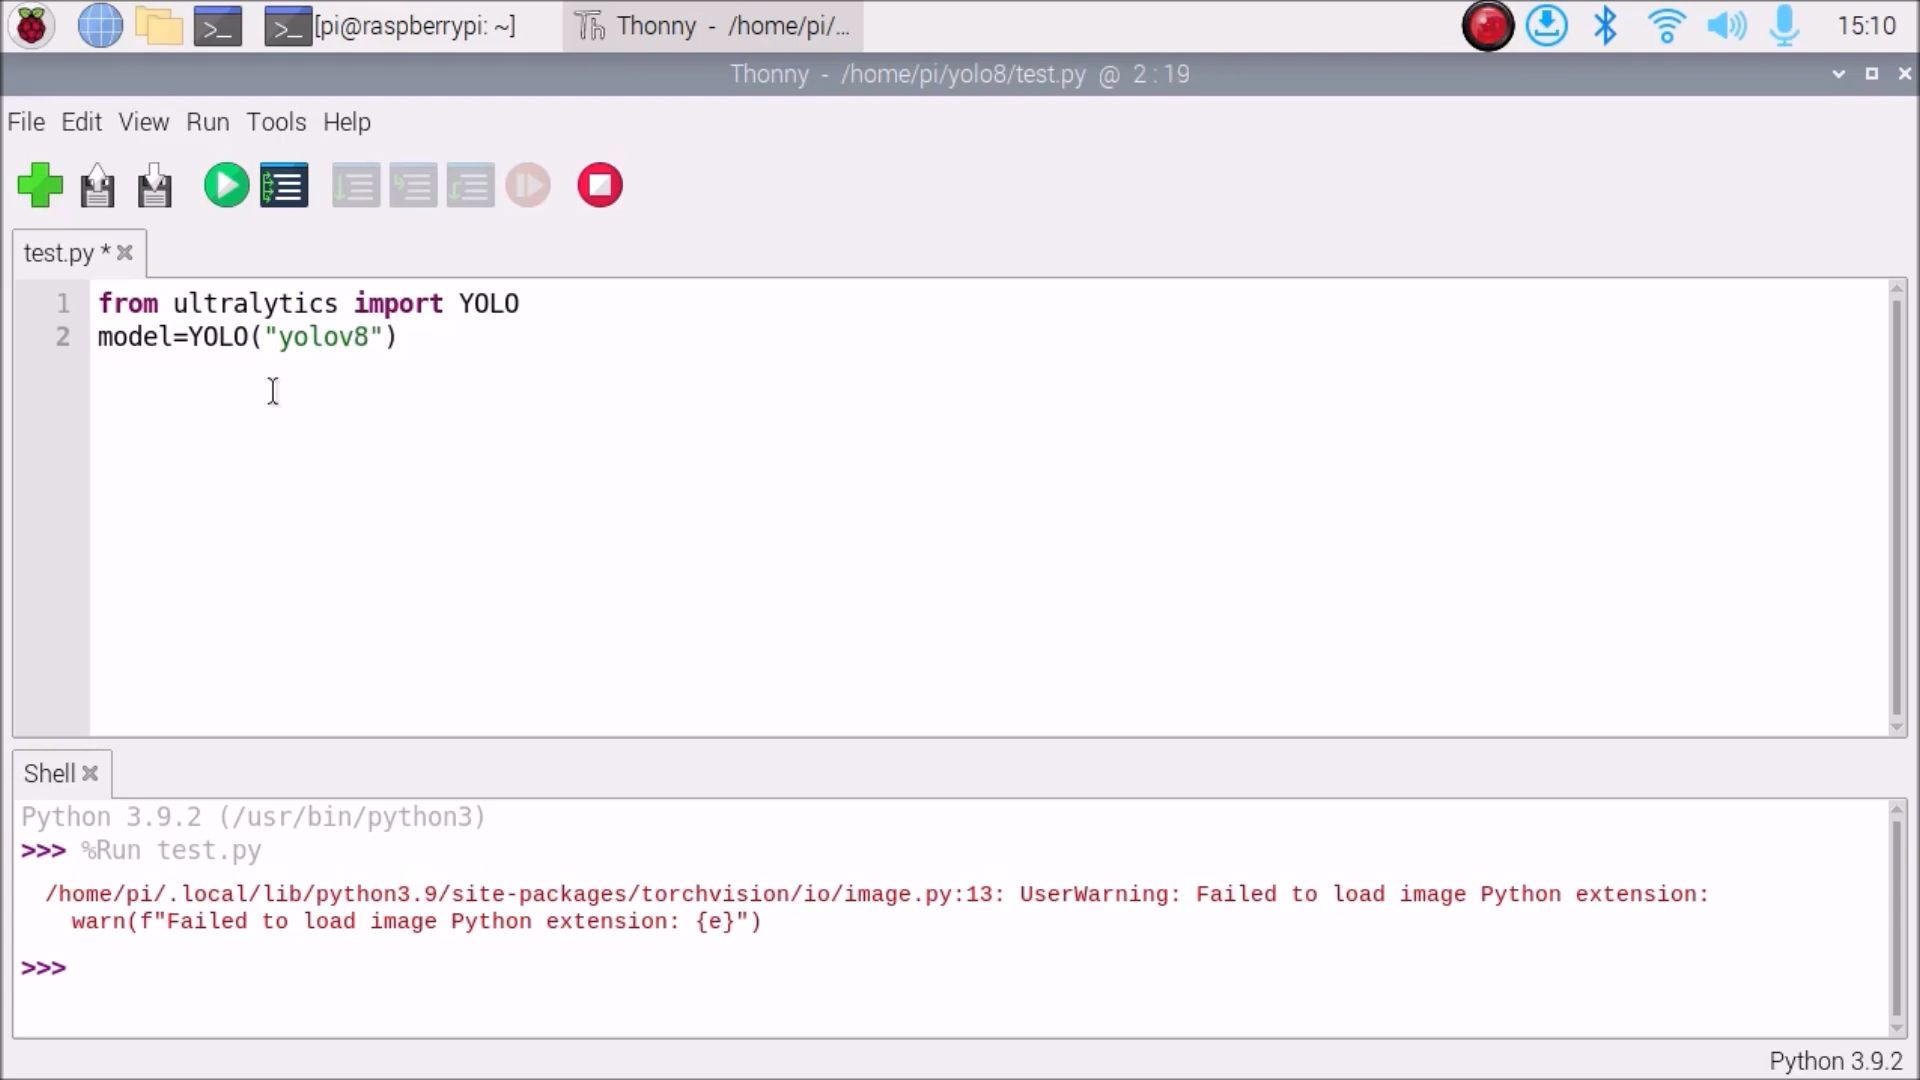 [pi@raspberrypi: ~]
Thonny - /home/pi/...
15:10
Thonny - /home/pi/yolo8/test.py @ 2:19
File Edit View Run Tools Help
test.py *
1 from ultralytics import YOLO
2 model=YOLO("yolov8")
Shell
Python 3.9.2 (/usr/bin/python3)
>>> %Run test.py
/home/pi/.local/lib/python3.9/site-packages/torchvision/io/image.py:13: UserWarning: Failed to load image Python extension:
warn(f"Failed to load image Python extension: {e}")
>>>
Python 3.9.2